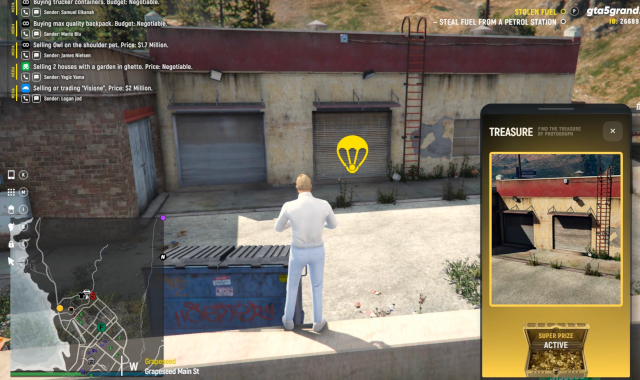 Buying trucker containers. Budget: Negotiable.
Sender: Samuel Elkanah
Buying max quality backpack. Budget: Negotiable.
Sender: Mario Blu
Selling Owl on the shoulder pet. Price: $1.7 Million.
Sender: James Nielsen
Selling 2 houses with a garden in ghetto. Price: Negotiable.
Sender: Yagiz Yama
Selling or trading "Visione". Price: $2 Million.
Sender: Logan jod
STOLEN FUEL
– STEAL FUEL FROM A PETROL STATION
P
gta5grand.
ID: 26689
TREASURE
FIND THE TREASURE
BY PHOTOGRAPH
SUPER PRIZE
ACTIVE
K
M
I
N
W
Grapeseed
Grapeseed Main St